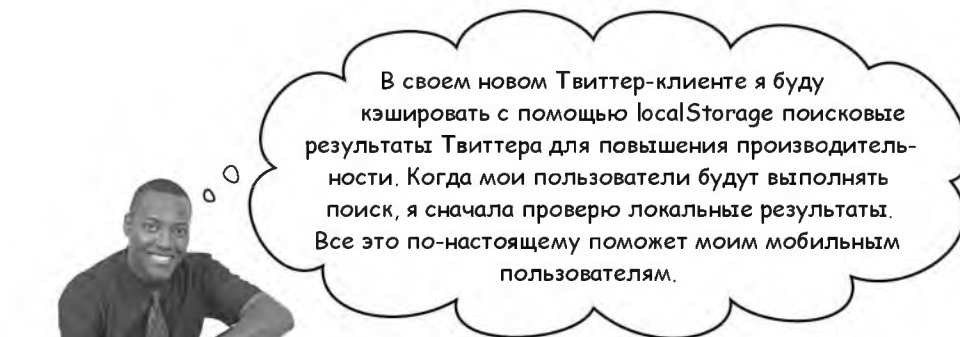 В своем новом Твиттер-клиенте я буду
кэшировать с помощью localStorage поисковые
результаты Твиттера для повышения производитель-
ности. Когда мои пользователи будут выполнять
поиск, я сначала проверю локальные результаты.
Все это по-настоящему поможет моим мобильным
пользователям.